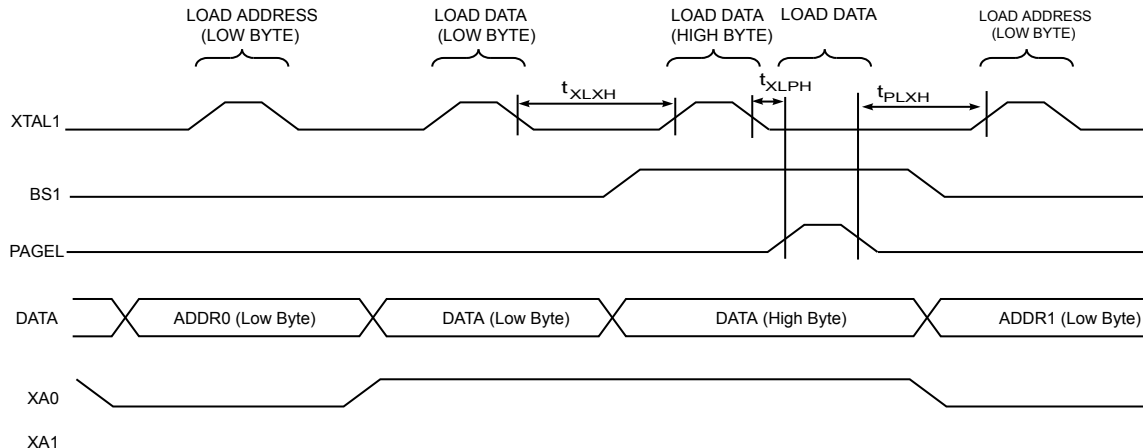 LOAD ADDRESS
(LOW BYTE)
LOAD DATA
(LOW BYTE)
LOAD DATA
(HIGH BYTE)
LOAD DATA
LOAD ADDRESS
(LOW BYTE)
tXLXH
tXLPH
tPLXH
XTAL1
BS1
PAGEL
DATA
ADDR0 (Low Byte)
DATA (Low Byte)
DATA (High Byte)
ADDR1 (Low Byte)
XA0
XA1